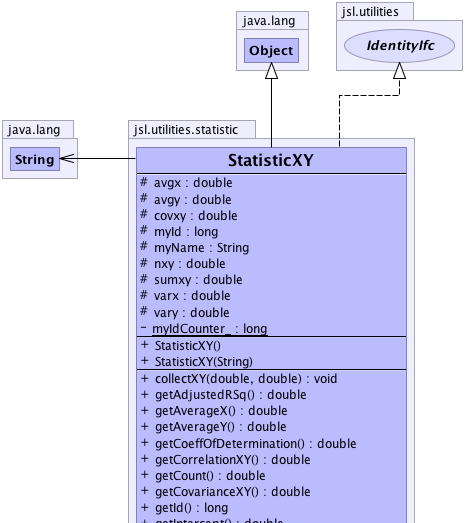 java.lang
Object
jsl.utilities
IdentityIfc
java.lang
String
jsl.utilities.statistic
StatisticXY
# avgx : double
# avgy : double
# covxy : double
# myId : long
# myName : String
# nxy : double
# sumxy : double
# varx : double
# vary : double
- myIdCounter_ : long
+ StatisticXY()
+ StatisticXY(String)
+ collectXY(double, double) : void
+ getAdjustedRSq() : double
+ getAverageX() : double
+ getAverageY() : double
+ getCoeffOfDetermination() : double
+ getCorrelationXY() : double
+ getCount() : double
+ getCovarianceXY() : double
+ getId() : long
+ getIntercept() : double